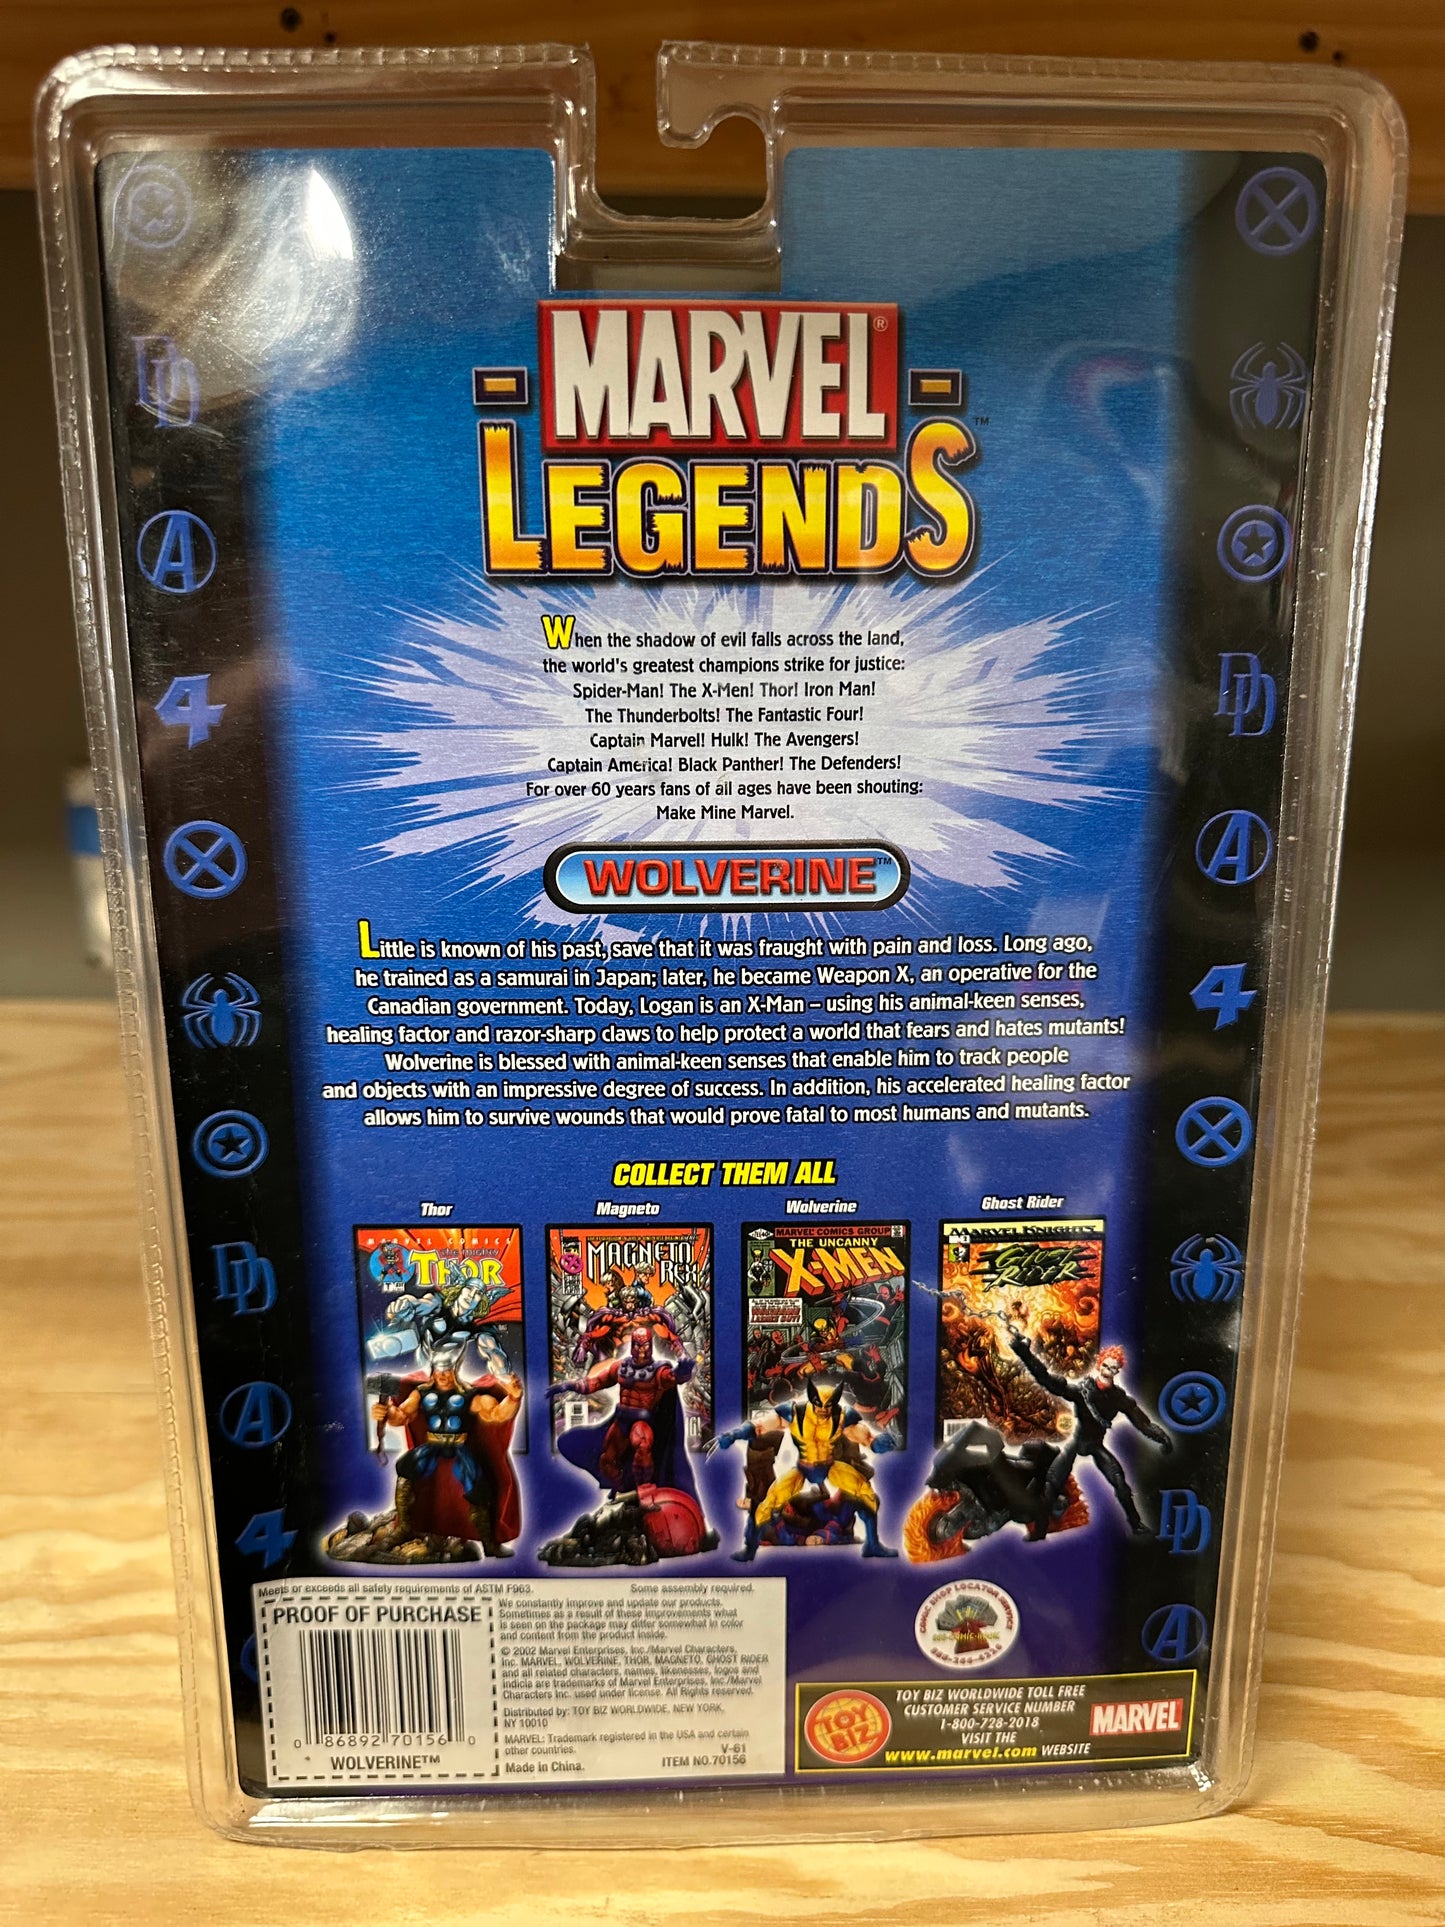 MARVEL®
LEGENDS™
When the shadow of evil falls across the land,
the world's greatest champions strike for justice:
Spider-Man! The X-Men! Thor! Iron Man!
The Thunderbolts! The Fantastic Four!
Captain Marvel! Hulk! The Avengers!
Captain America! Black Panther! The Defenders!
For over 60 years fans of all ages have been shouting:
Make Mine Marvel.
WOLVERINE™
Little is known of his past, save that it was fraught with pain and loss. Long ago,
he trained as a samurai in Japan; later, he became Weapon X, an operative for the
Canadian government. Today, Logan is an X-Man – using his animal-keen senses,
healing factor and razor-sharp claws to help protect a world that fears and hates mutants!
Wolverine is blessed with animal-keen senses that enable him to track people
and objects with an impressive degree of success. In addition, his accelerated healing factor
allows him to survive wounds that would prove fatal to most humans and mutants.
COLLECT THEM ALL
Thor
Magneto
Wolverine
Ghost Rider
MARVEL COMICS
THE MIGHTY
THOR
MAGNETO
REX
MARVEL COMICS GROUP
THE UNCANNY
X-MEN
MARVEL KNIGHTS
GHOST
RIDER
Meets or exceeds all safety requirements of ASTM F963.
Some assembly required.
PROOF OF PURCHASE
0 86892 70156 0
WOLVERINE™
We constantly improve and update our products.
Sometimes as a result of these improvements what
is seen on the package may differ somewhat in color
and content from the product inside.
© 2002 Marvel Enterprises, Inc./Marvel Characters,
Inc. MARVEL, WOLVERINE, THOR, MAGNETO, GHOST RIDER
and all related characters, names, likenesses, logos and
indicia are trademarks of Marvel Enterprises, Inc./Marvel
Characters Inc. used under license. All Rights reserved.
Distributed by: TOY BIZ WORLDWIDE, NEW YORK,
NY 10010
MARVEL: Trademark registered in the USA and certain
other countries.
V-61
Made in China.
ITEM NO.70156
COMIC SHOP LOCATOR SERVICE
TOY
BIZ
TOY BIZ WORLDWIDE TOLL FREE
CUSTOMER SERVICE NUMBER
1-800-728-2018
VISIT THE
www.marvel.com WEBSITE
MARVEL